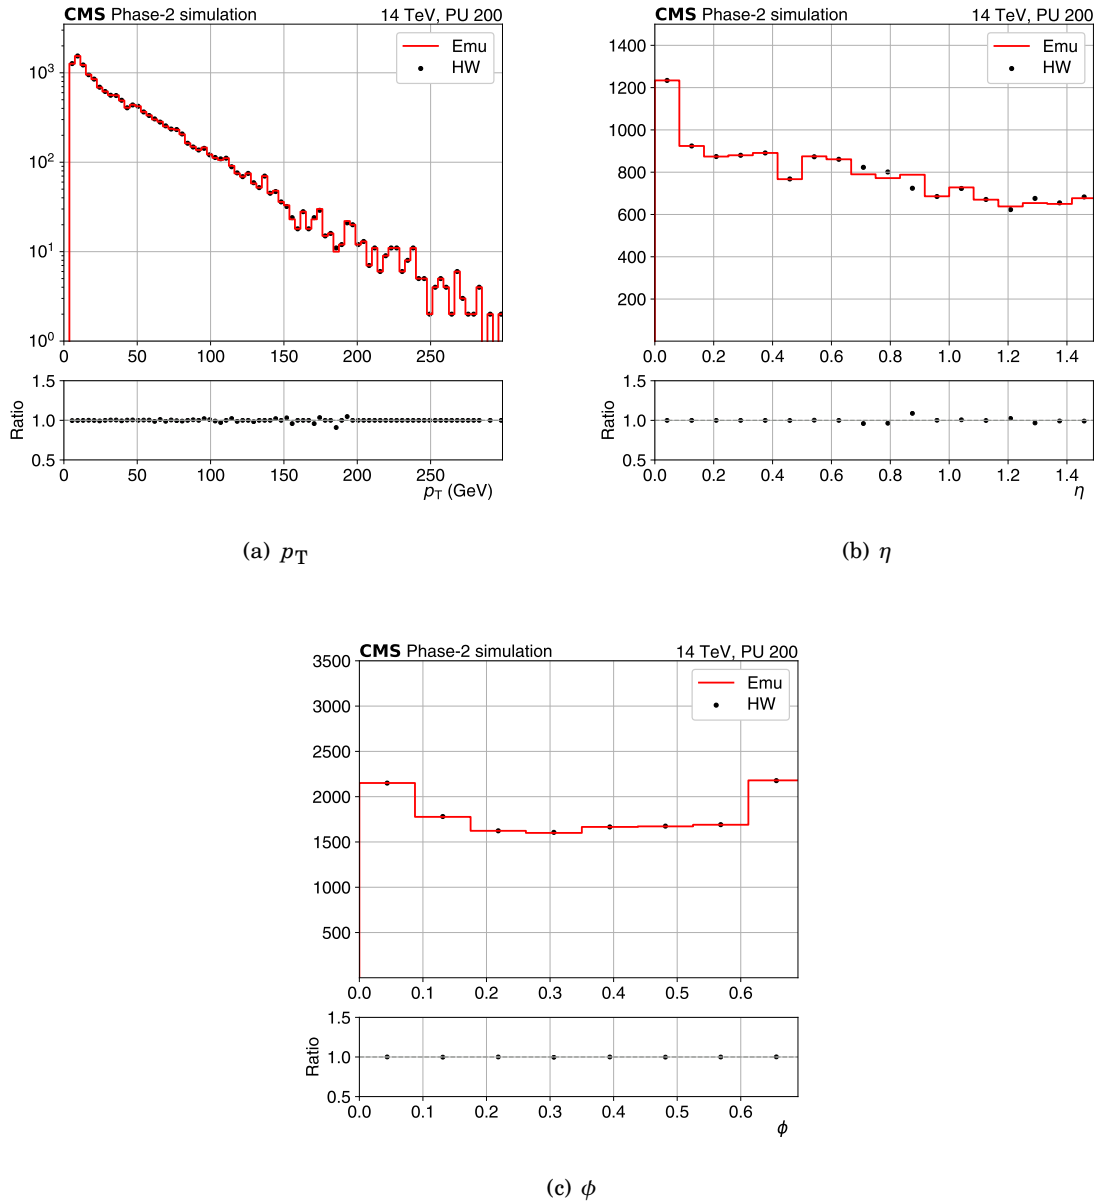 CMS Phase-2 simulation 14 TeV, PU 200
Emu
HW
10³
10²
10¹
10⁰
0 50 100 150 200 250
1.5
1.0
0.5
Ratio
0 50 100 150 200 250
pT (GeV)
(a) pT
CMS Phase-2 simulation 14 TeV, PU 200
Emu
HW
1400
1200
1000
800
600
400
200
0.0 0.2 0.4 0.6 0.8 1.0 1.2 1.4
1.5
1.0
0.5
Ratio
0.0 0.2 0.4 0.6 0.8 1.0 1.2 1.4
η
(b) η
CMS Phase-2 simulation 14 TeV, PU 200
Emu
HW
3500
3000
2500
2000
1500
1000
500
0.0 0.1 0.2 0.3 0.4 0.5 0.6
1.5
1.0
0.5
Ratio
0.0 0.1 0.2 0.3 0.4 0.5 0.6
ϕ
(c) ϕ